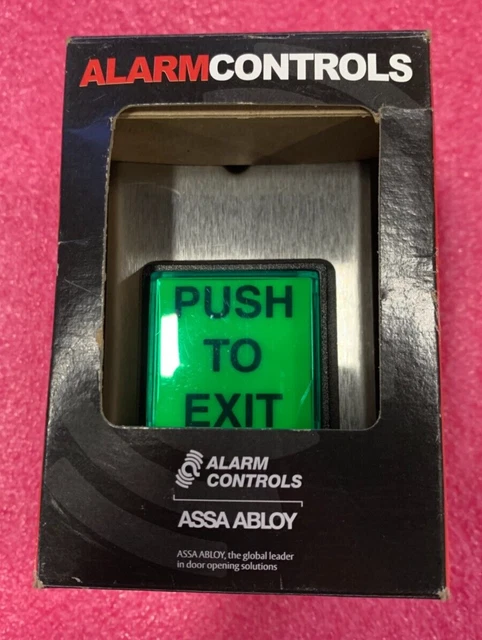 ALARMCONTROLS
PUSH
TO
EXIT
ALARM
CONTROLS
ASSA ABLOY
ASSA ABLOY, the global leader
in door opening solutions